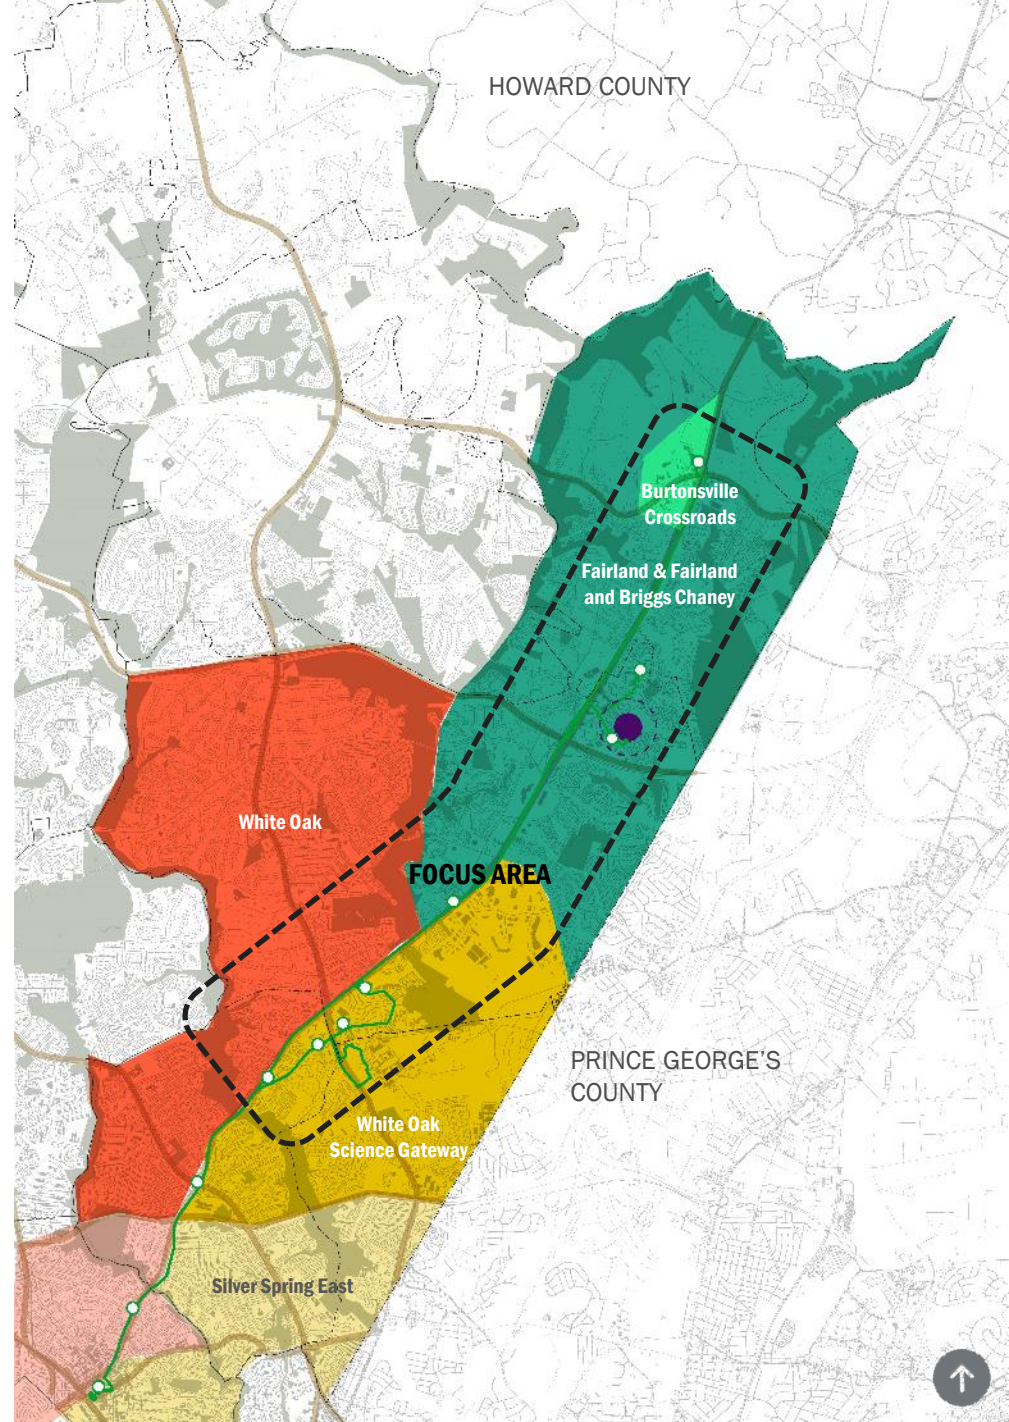 HOWARD COUNTY
Burtonsville
Crossroads
Fairland & Fairland
and Briggs Chaney
White Oak
FOCUS AREA
PRINCE GEORGE'S
COUNTY
White Oak
Science Gateway
Silver Spring East